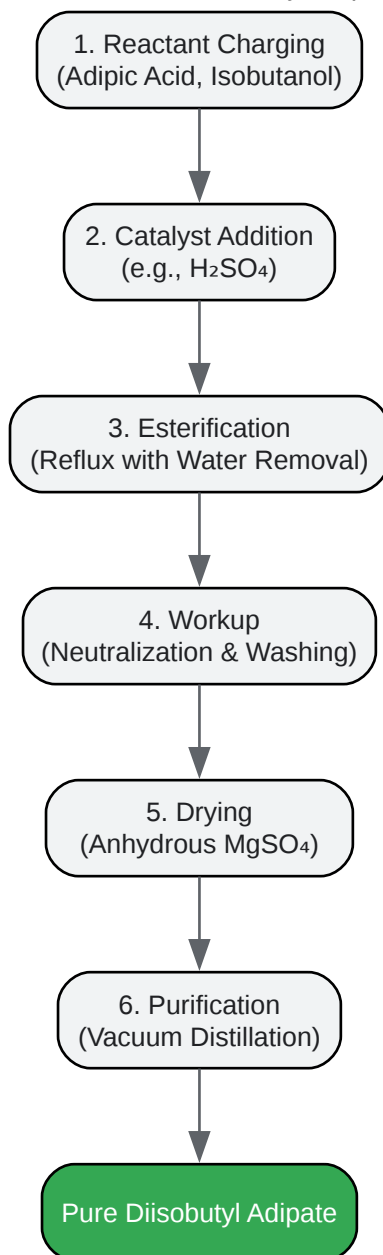 1. Reactant Charging
(Adipic Acid, Isobutanol)
2. Catalyst Addition
(e.g., H₂SO₄)
3. Esterification
(Reflux with Water Removal)
4. Workup
(Neutralization & Washing)
5. Drying
(Anhydrous MgSO₄)
6. Purification
(Vacuum Distillation)
Pure Diisobutyl Adipate